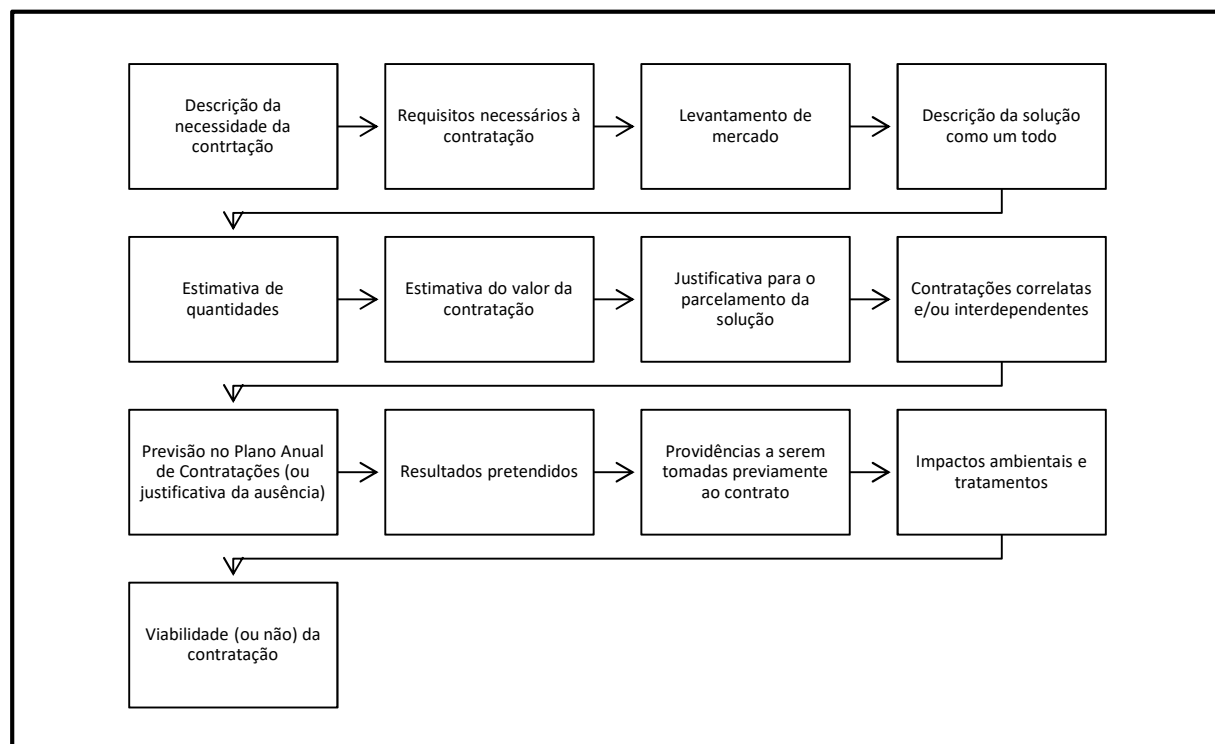 Descrição da
necessidade da
contrtação
Requisitos necessários à
contratação
Levantamento de
mercado
Descrição da solução
como um todo
Estimativa de
quantidades
Estimativa do valor da
contratação
Justificativa para o
parcelamento da
solução
Contratações correlatas
e/ou interdependentes
Previsão no Plano Anual
de Contratações (ou
justificativa da ausência)
Resultados pretendidos
Providências a serem
tomadas previamente
ao contrato
Impactos ambientais e
tratamentos
Viabilidade (ou não) da
contratação